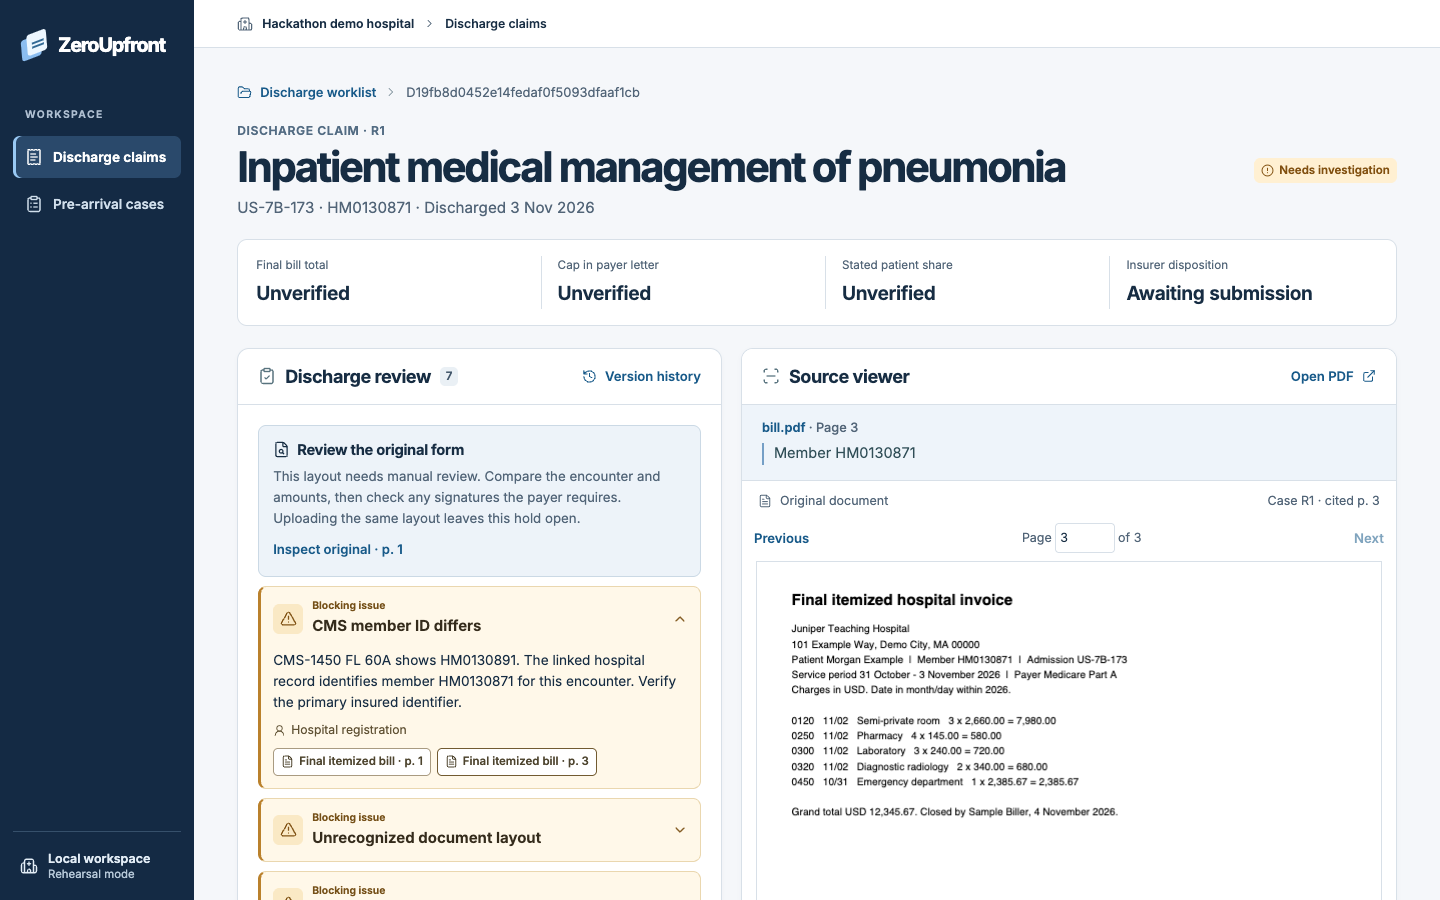 ZeroUpfront
WORKSPACE
Discharge claims
Pre-arrival cases
Local workspace
Rehearsal mode
Hackathon demo hospital
Discharge claims
Discharge worklist
D19fb8d0452e14fedaf0f5093dfaaf1cb
DISCHARGE CLAIM · R1
Inpatient medical management of pneumonia
Needs investigation
US-7B-173 · HM0130871 · Discharged 3 Nov 2026
Final bill total
Unverified
Cap in payer letter
Unverified
Stated patient share
Unverified
Insurer disposition
Awaiting submission
Discharge review 7
Version history
Review the original form
This layout needs manual review. Compare the encounter and
amounts, then check any signatures the payer requires.
Uploading the same layout leaves this hold open.
Inspect original · p. 1
Blocking issue
CMS member ID differs
CMS-1450 FL 60A shows HM0130891. The linked hospital
record identifies member HM0130871 for this encounter. Verify
the primary insured identifier.
Hospital registration
Final itemized bill · p. 1
Final itemized bill · p. 3
Blocking issue
Unrecognized document layout
Blocking issue
Source viewer
Open PDF
bill.pdf · Page 3
Member HM0130871
Original document
Case R1 · cited p. 3
Previous
Page 3 of 3
Next
Final itemized hospital invoice
Juniper Teaching Hospital
101 Example Way, Demo City, MA 00000
Patient Morgan Example | Member HM0130871 | Admission US-7B-173
Service period 31 October - 3 November 2026 | Payer Medicare Part A
Charges in USD. Date in month/day within 2026.
0120 11/02 Semi-private room 3 x 2,660.00 = 7,980.00
0250 11/02 Pharmacy 4 x 145.00 = 580.00
0300 11/02 Laboratory 3 x 240.00 = 720.00
0320 11/02 Diagnostic radiology 2 x 340.00 = 680.00
0450 10/31 Emergency department 1 x 2,385.67 = 2,385.67
Grand total USD 12,345.67. Closed by Sample Biller, 4 November 2026.